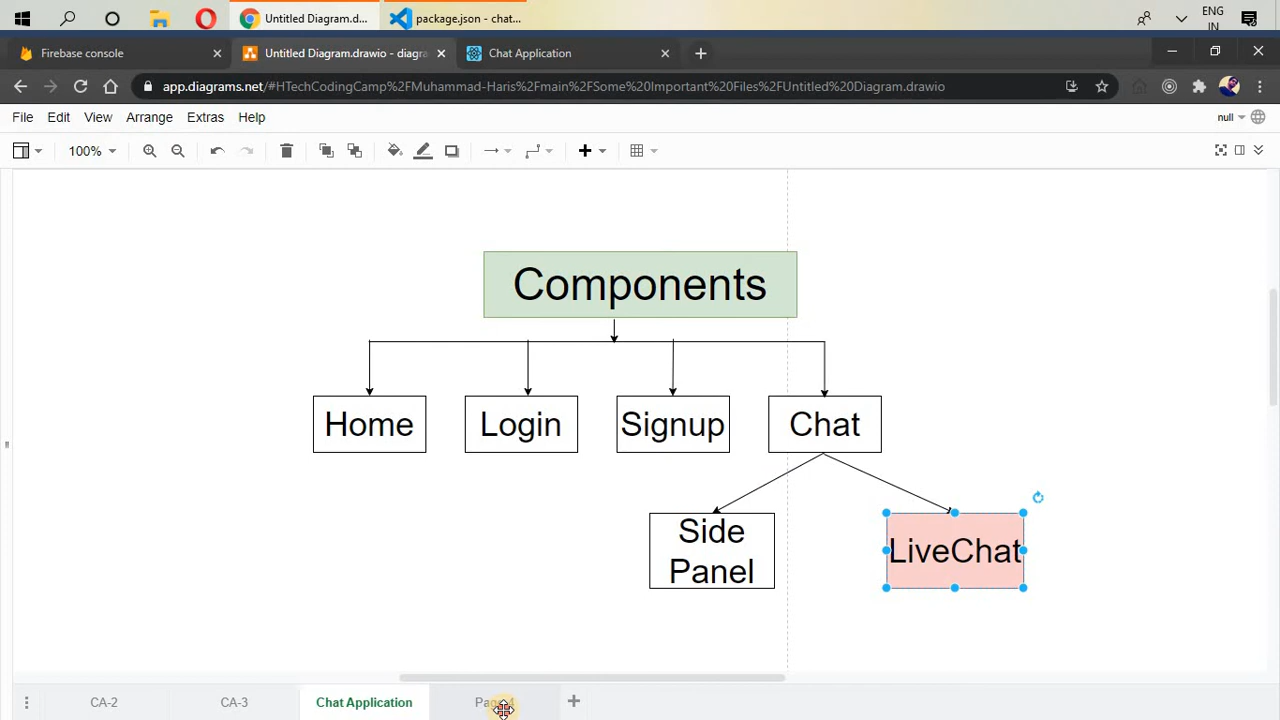 Untitled Diagram.d...
package.json - chat...
ENG
IN
Firebase console
Untitled Diagram.drawio - diagra
Chat Application
app.diagrams.net/#HTechCodingCamp%2FMuhammad-Haris%2Fmain%2FSome%20Important%20Files%2FUntitled%20Diagram.drawio
File Edit View Arrange Extras Help
null
100%
Components
Home Login Signup Chat
Side
Panel
LiveChat
CA-2 CA-3 Chat Application